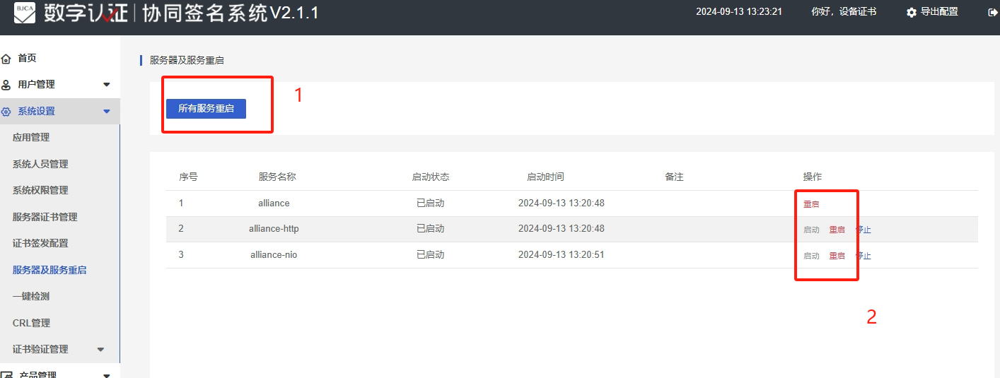 BJCA 数字认证 协同签名系统V2.1.1 2024-09-13 13:23:21 你好，设备证书 导出配置
首页
用户管理
系统设置
应用管理
系统人员管理
系统权限管理
服务器证书管理
证书签发配置
服务器及服务重启
一键检测
CRL管理
证书验证管理
产品管理
服务器及服务重启
所有服务重启
1
序号 服务名称 启动状态 启动时间 备注 操作
1 alliance 已启动 2024-09-13 13:20:48 重启
2 alliance-http 已启动 2024-09-13 13:20:48 启动 重启 停止
3 alliance-nio 已启动 2024-09-13 13:20:51 启动 重启 停止
2